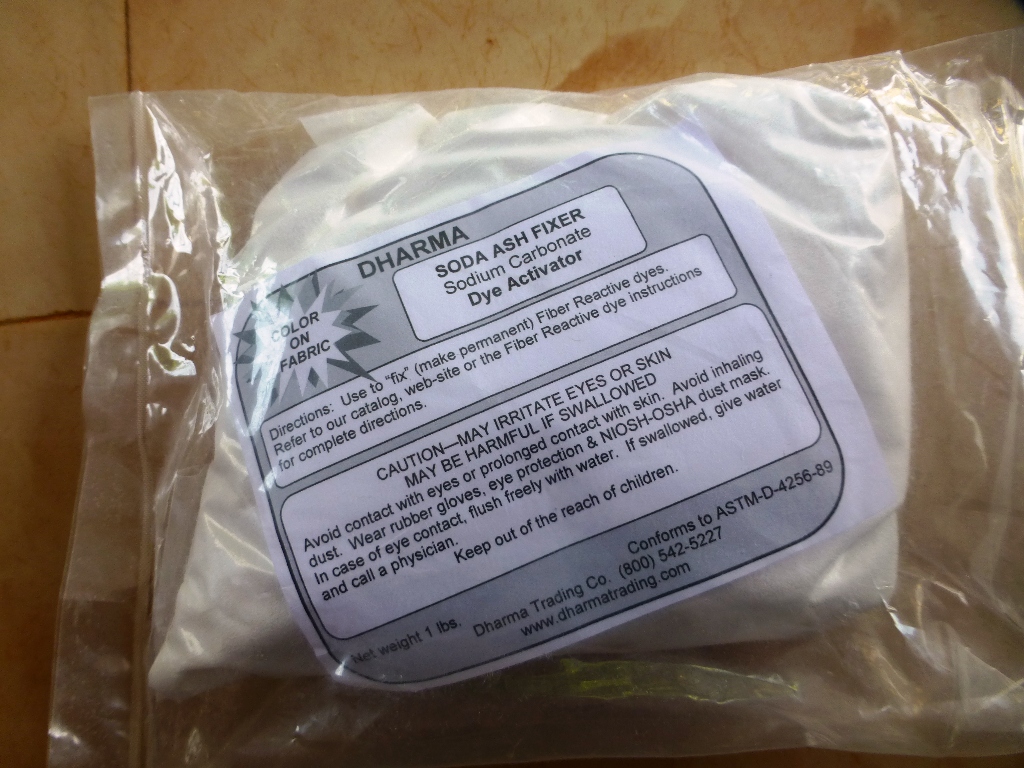 DHARMA
SODA ASH FIXER
Sodium Carbonate
Dye Activator
COLOR
ON
FABRIC
Directions: Use to "fix" (make permanent) Fiber Reactive dyes.
Refer to our catalog, web-site or the Fiber Reactive dye instructions
for complete directions.
CAUTION—MAY IRRITATE EYES OR SKIN
MAY BE HARMFUL IF SWALLOWED
Avoid contact with eyes or prolonged contact with skin. Avoid inhaling
dust. Wear rubber gloves, eye protection & NIOSH-OSHA dust mask.
In case of eye contact, flush freely with water. If swallowed, give water
and call a physician.
Keep out of the reach of children.
Conforms to ASTM-D-4256-89
Net weight 1 lbs. Dharma Trading Co. (800) 542-5227
www.dharmatrading.com